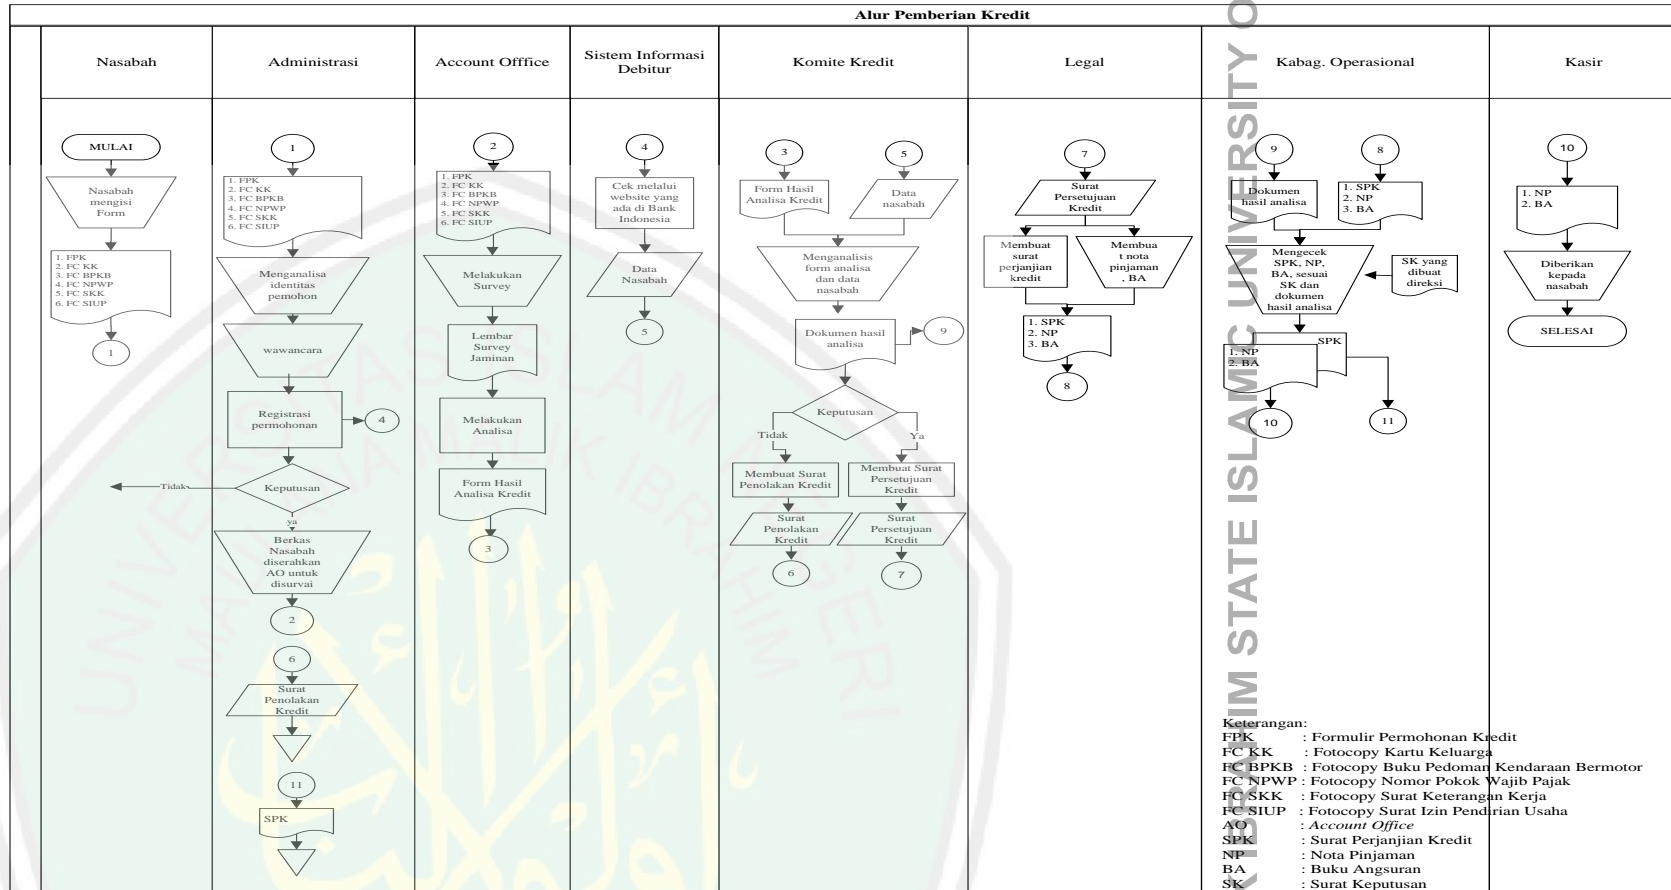 Alur Pemberian Kredit
Nasabah
Administrasi
Account Offfice
Sistem Informasi
Debitur
Komite Kredit
Legal
Kabag. Operasional
Kasir
MULAI
Nasabah
mengisi
Form
1. FPK
2. FC KK
3. FC BPKB
4. FC NPWP
5. FC SKK
6. FC SIUP
1
1
1. FPK
2. FC KK
3. FC BPKB
4. FC NPWP
5. FC SKK
6. FC SIUP
Menganalisa
identitas
pemohon
wawancara
Registrasi
permohonan
4
Keputusan
Tidak
ya
Berkas
Nasabah
diserahkan
AO untuk
disurvai
2
6
Surat
Penolakan
Kredit
11
SPK
2
1. FPK
2. FC KK
3. FC BPKB
4. FC NPWP
5. FC SKK
6. FC SIUP
Melakukan
Survey
Lembar
Survey
Jaminan
Melakukan
Analisa
Form Hasil
Analisa Kredit
3
4
Cek melalui
website yang
ada di Bank
Indonesia
Data
Nasabah
5
3
5
Form Hasil
Analisa Kredit
Data
nasabah
Menganalisis
form analisa
dan data
nasabah
Dokumen hasil
analisa
9
Keputusan
Tidak
Ya
Membuat Surat
Penolakan Kredit
Membuat Surat
Persetujuan
Kredit
Surat
Penolakan
Kredit
Surat
Persetujuan
Kredit
6
7
7
Surat
Persetujuan
Kredit
Membuat
surat
perjanjian
kredit
Membua
t nota
pinjaman
, BA
1. SPK
2. NP
3. BA
8
9
8
Dokumen
hasil analisa
1. SPK
2. NP
3. BA
Mengecek
SPK, NP,
BA, sesuai
SK dan
dokumen
hasil analisa
SK yang
dibuat
direksi
SPK
1. NP
2. BA
10
11
10
1. NP
2. BA
Diberikan
kepada
nasabah
SELESAI
Keterangan:
FPK : Formulir Permohonan Kredit
FC KK : Fotocopy Kartu Keluarga
FC BPKB : Fotocopy Buku Pedoman Kendaraan Bermotor
FC NPWP : Fotocopy Nomor Pokok Wajib Pajak
FC SKK : Fotocopy Surat Keterangan Kerja
FC SIUP : Fotocopy Surat Izin Pendirian Usaha
AO : Account Office
SPK : Surat Perjanjian Kredit
NP : Nota Pinjaman
BA : Buku Angsuran
SK : Surat Keputusan
IBRAHIM STATE ISLAMIC UNIVERSITY
UNIVERSITAS ISLAM NEGERI
MAULANA MALIK IBRAHIM